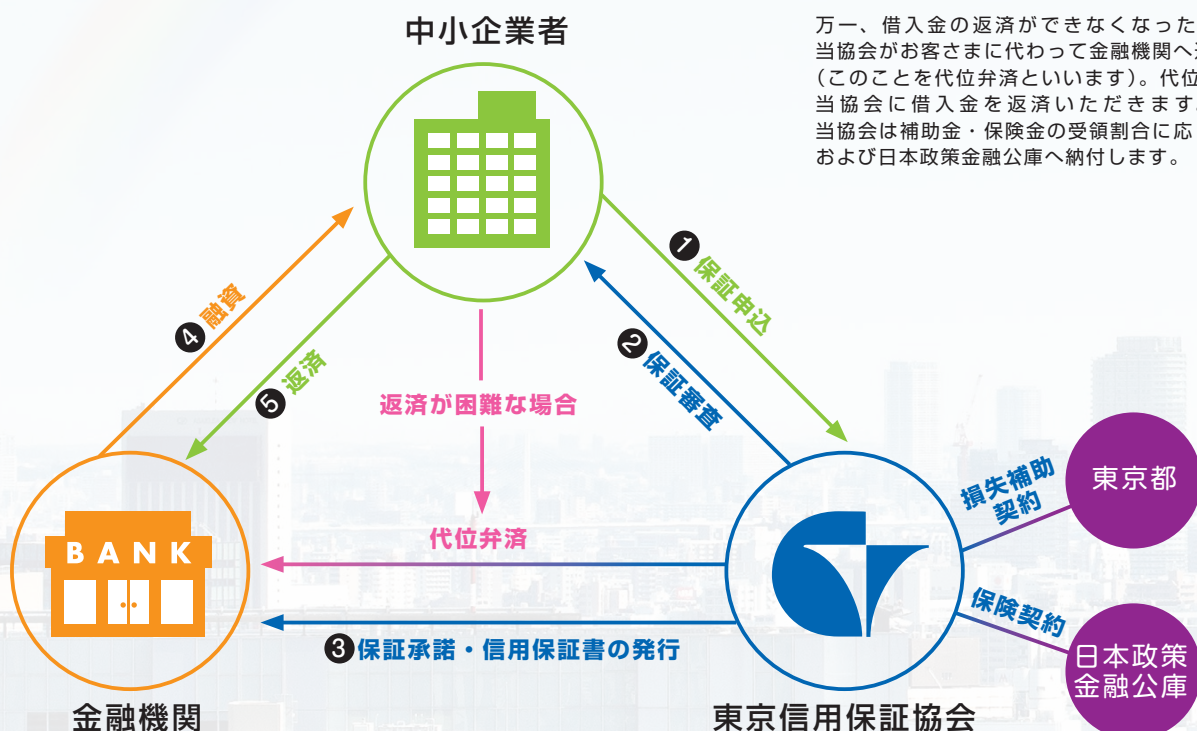 中小企業者
万一、借入金の返済ができなくなった
当協会がお客さまに代わって金融機関へ
（このことを代位弁済といいます）。代位
当協会に借入金を返済いただきます
当協会は補助金・保険金の受領割合に応
および日本政策金融公庫へ納付します。
❶保証申込
❷保証審査
❹融資
❺返済
返済が困難な場合
代位弁済
❸保証承諾・信用保証書の発行
BANK
金融機関
東京信用保証協会
損失補助
契約
東京都
保険契約
日本政策
金融公庫